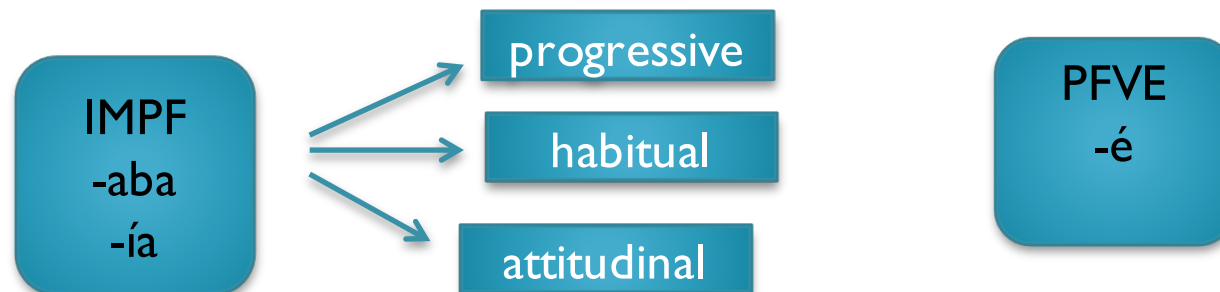 IMPF
-aba
-ía
progressive
habitual
attitudinal
PFVE
-é